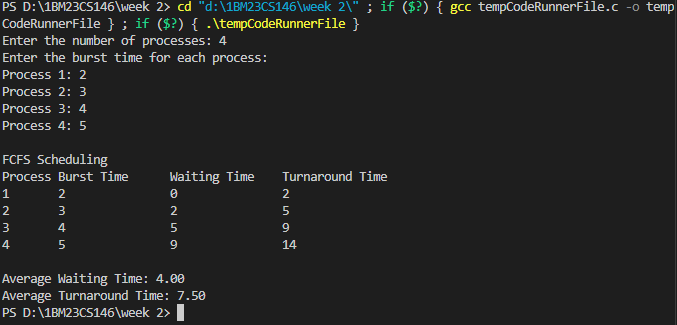 PS D:\1BM23CS146\week 2> cd "d:\1BM23CS146\week 2\" ; if ($?) { gcc tempCodeRunnerFile.c -o temp
CodeRunnerFile } ; if ($?) { .\tempCodeRunnerFile }
Enter the number of processes: 4
Enter the burst time for each process:
Process 1: 2
Process 2: 3
Process 3: 4
Process 4: 5

FCFS Scheduling
Process Burst Time Waiting Time Turnaround Time
1 2 0 2
2 3 2 5
3 4 5 9
4 5 9 14

Average Waiting Time: 4.00
Average Turnaround Time: 7.50
PS D:\1BM23CS146\week 2>